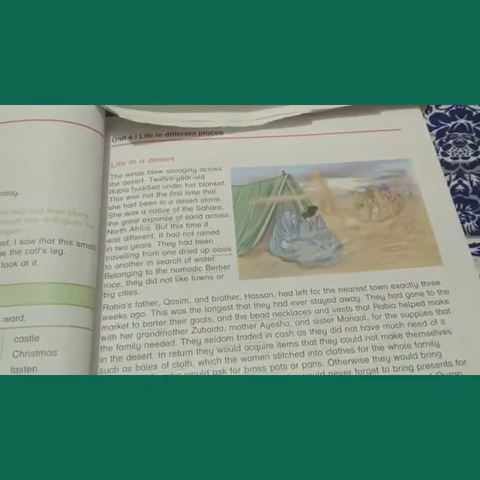 Unit 4 / Life in different places
Life in a desert
The winds blew savagely across
the desert. Twelve-year-old
Rabia huddled under her blanket.
This was not the first time that
she had been in a desert storm.
She was a native of the Sahara,
the great expanse of sand across
North Africa. But this time it
was different. It had not rained
in two years. They had been
travelling from one dried up oasis
to another in search of water.
Belonging to the nomadic Berber
race, they did not like towns or
big cities.
Rabia's father, Qasim, and brother, Hassan, had left for the nearest town exactly three
weeks ago. This was the longest that they had ever stayed away. They had gone to the
market to barter their goats, and the bead necklaces and vests that Rabia helped make
with her grandmother Zubaida, mother Ayesha, and sister Manaal, for the supplies that
the family needed. They seldom traded in cash as they did not have much need of it
in the desert. In return they would acquire items that they could not make themselves
such as bales of cloth, which the women stitched into clothes for the whole family.
would ask for brass pots or pans. Otherwise they would bring
would never forget to bring presents for
nday
day and their plans
st, I saw that this small
the calf's leg.
look at it.
word.
castle
Christmas
fasten